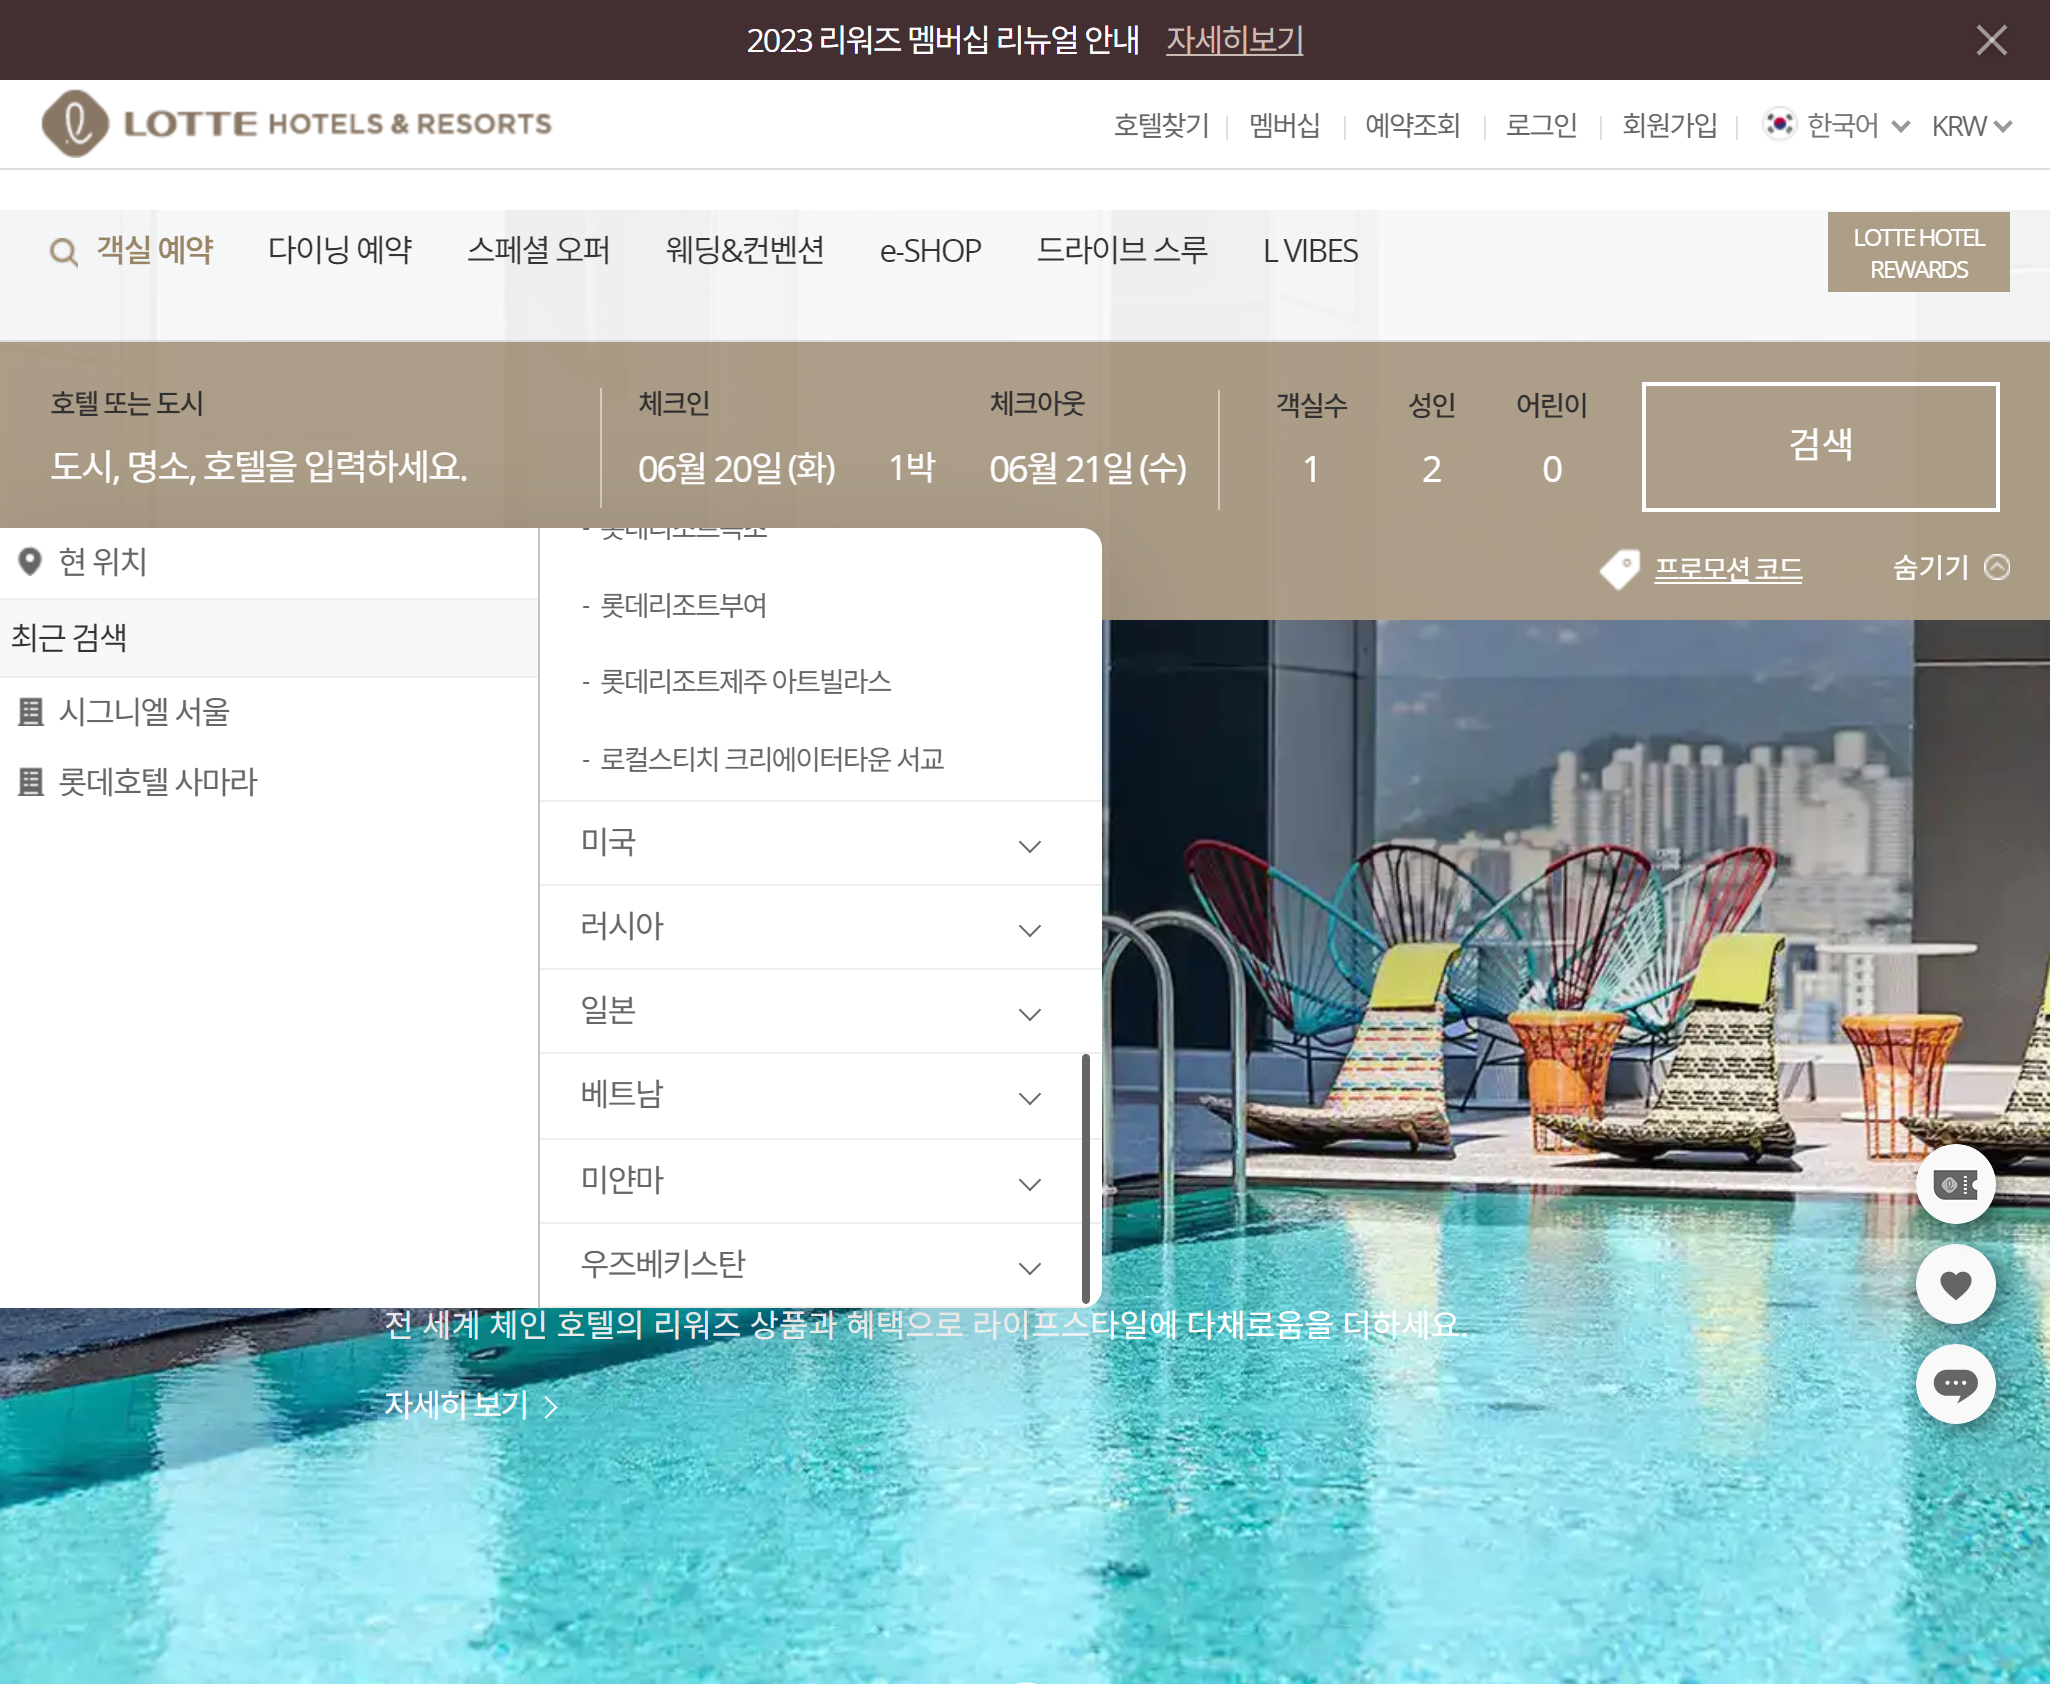 2023 리워즈 멤버십 리뉴얼 안내 자세히보기
LOTTE HOTELS & RESORTS
호텔찾기 멤버십 예약조회 로그인 회원가입 한국어 KRW
객실 예약 다이닝 예약 스페셜 오퍼 웨딩&컨벤션 e-SHOP 드라이브 스루 L VIBES
LOTTE HOTEL
REWARDS
호텔 또는 도시 체크인 체크아웃 객실수 성인 어린이
도시, 명소, 호텔을 입력하세요. 06월 20일 (화) 1박 06월 21일 (수) 1 2 0
검색
프로모션 코드 숨기기
현 위치
최근 검색
시그니엘 서울
롯데호텔 사마라
- 롯데리조트속초
- 롯데리조트부여
- 롯데리조트제주 아트빌라스
- 로컬스티치 크리에이터타운 서교
미국
러시아
일본
베트남
미얀마
우즈베키스탄
전 세계 체인 호텔의 리워즈 상품과 혜택으로 라이프스타일에 다채로움을 더하세요.
자세히 보기